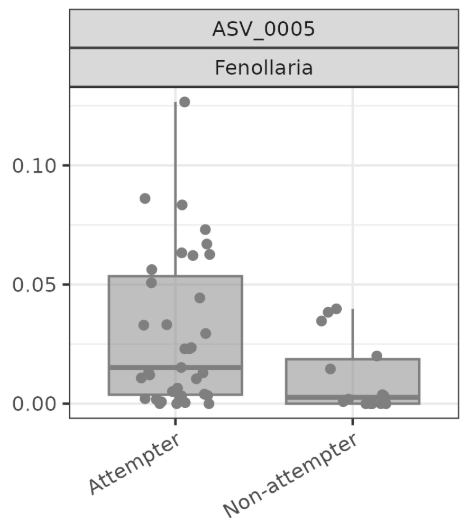 ASV_0005
Fenollaria
0.10
0.05
0.00
Attempter
Non-attempter